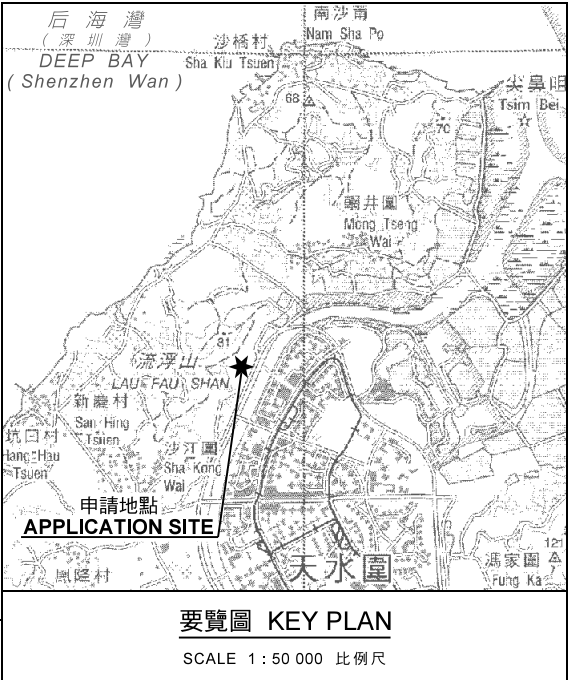 后海灣
(深圳灣)
DEEP BAY
( Shenzhen Wan )
南沙莆
Nam Sha Po
沙橋村
Sha Kiu Tsuen
尖鼻咀
Tsim Bei
68
70
輞井圍
Mong Tseng
Wai
31
流浮山
LAU FAU SHAN
新慶村
San Hing
Tsuen
坑口村
Hang Hau
Tsuen
沙江圍
Sha Kong
Wai
申請地點
APPLICATION SITE
鳳降村
天水圍
121
馮家圍
Fung Ka
要覽圖 KEY PLAN
SCALE 1 : 50 000 比例尺